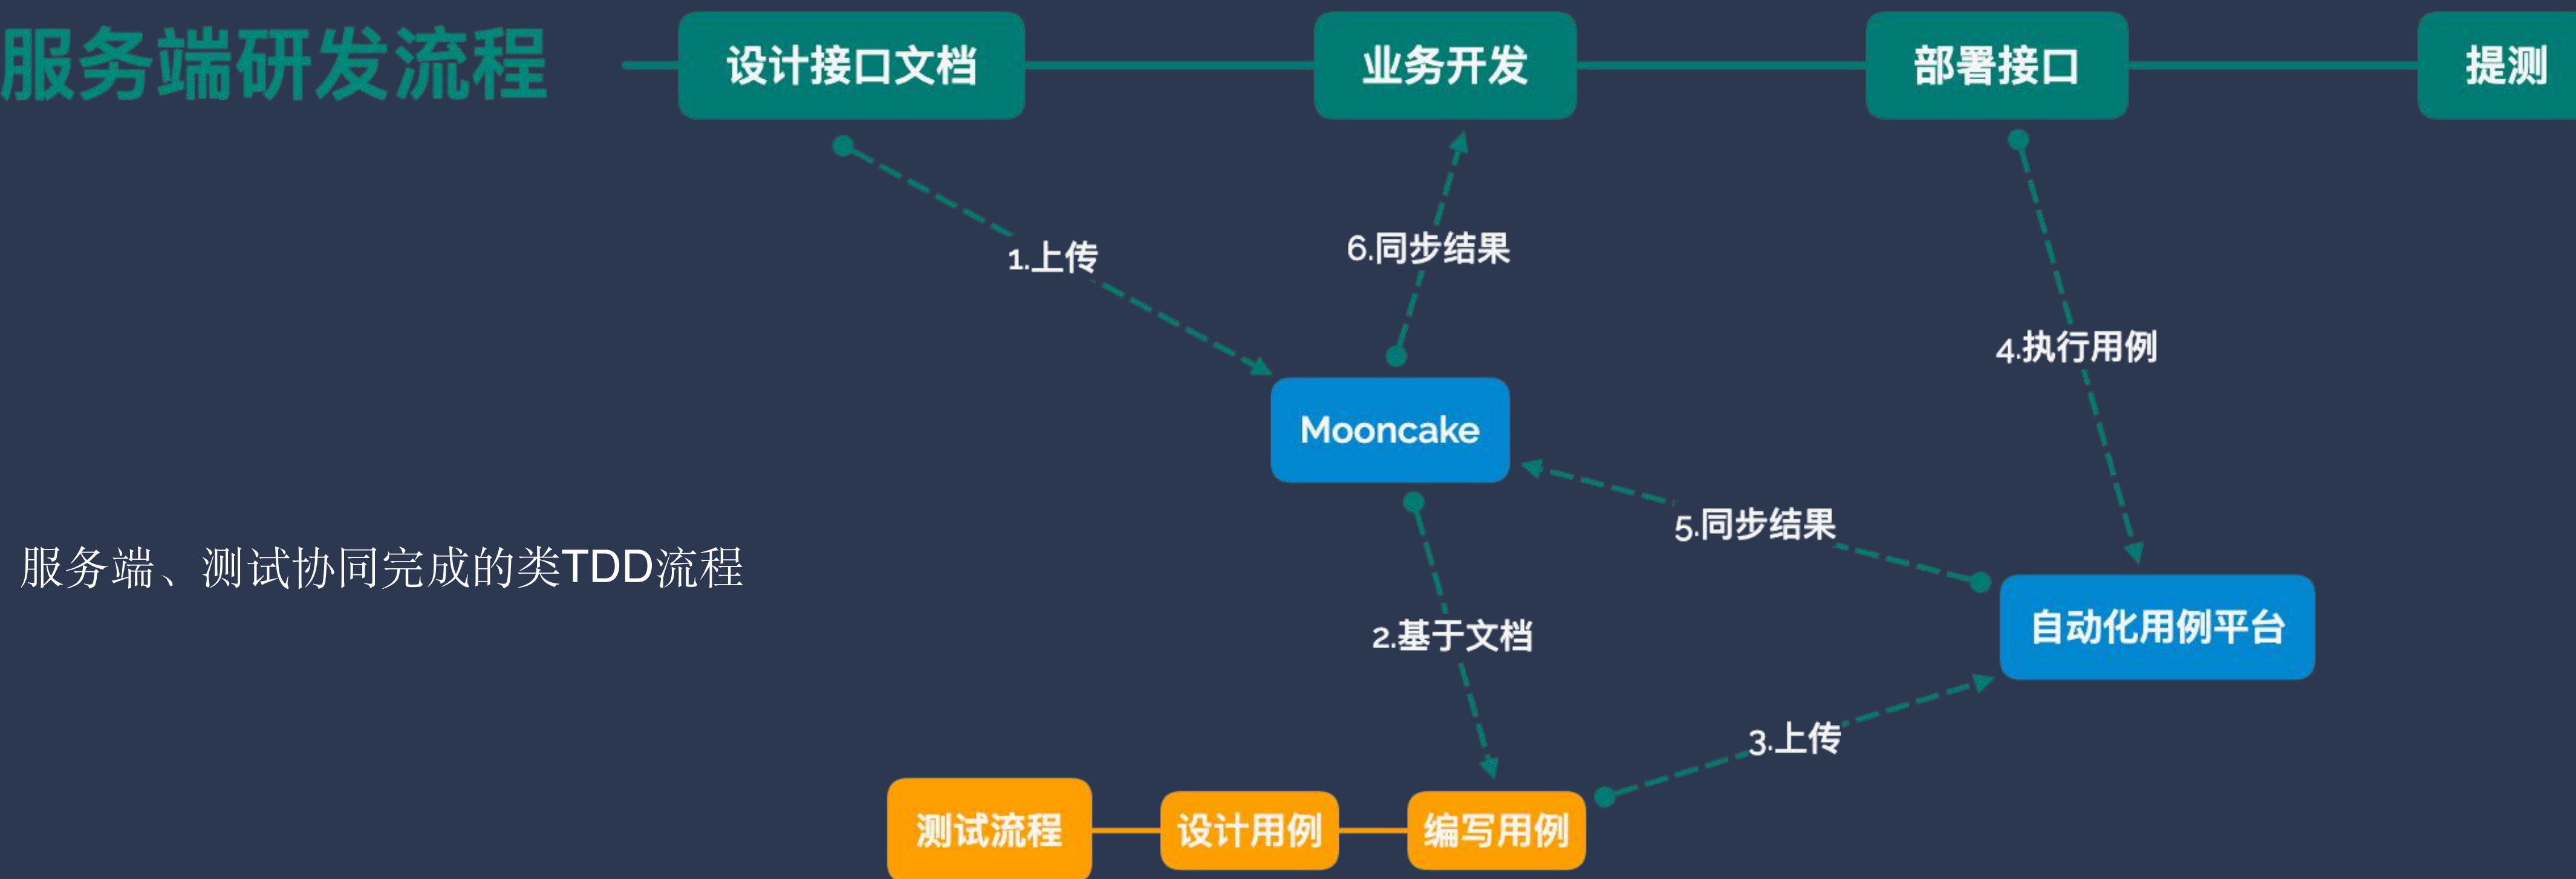 服务端研发流程
设计接口文档
业务开发
部署接口
提测
1.上传
6.同步结果
4.执行用例
Mooncake
5.同步结果
服务端、测试协同完成的类TDD流程
2.基于文档
自动化用例平台
3.上传
测试流程
设计用例
编写用例